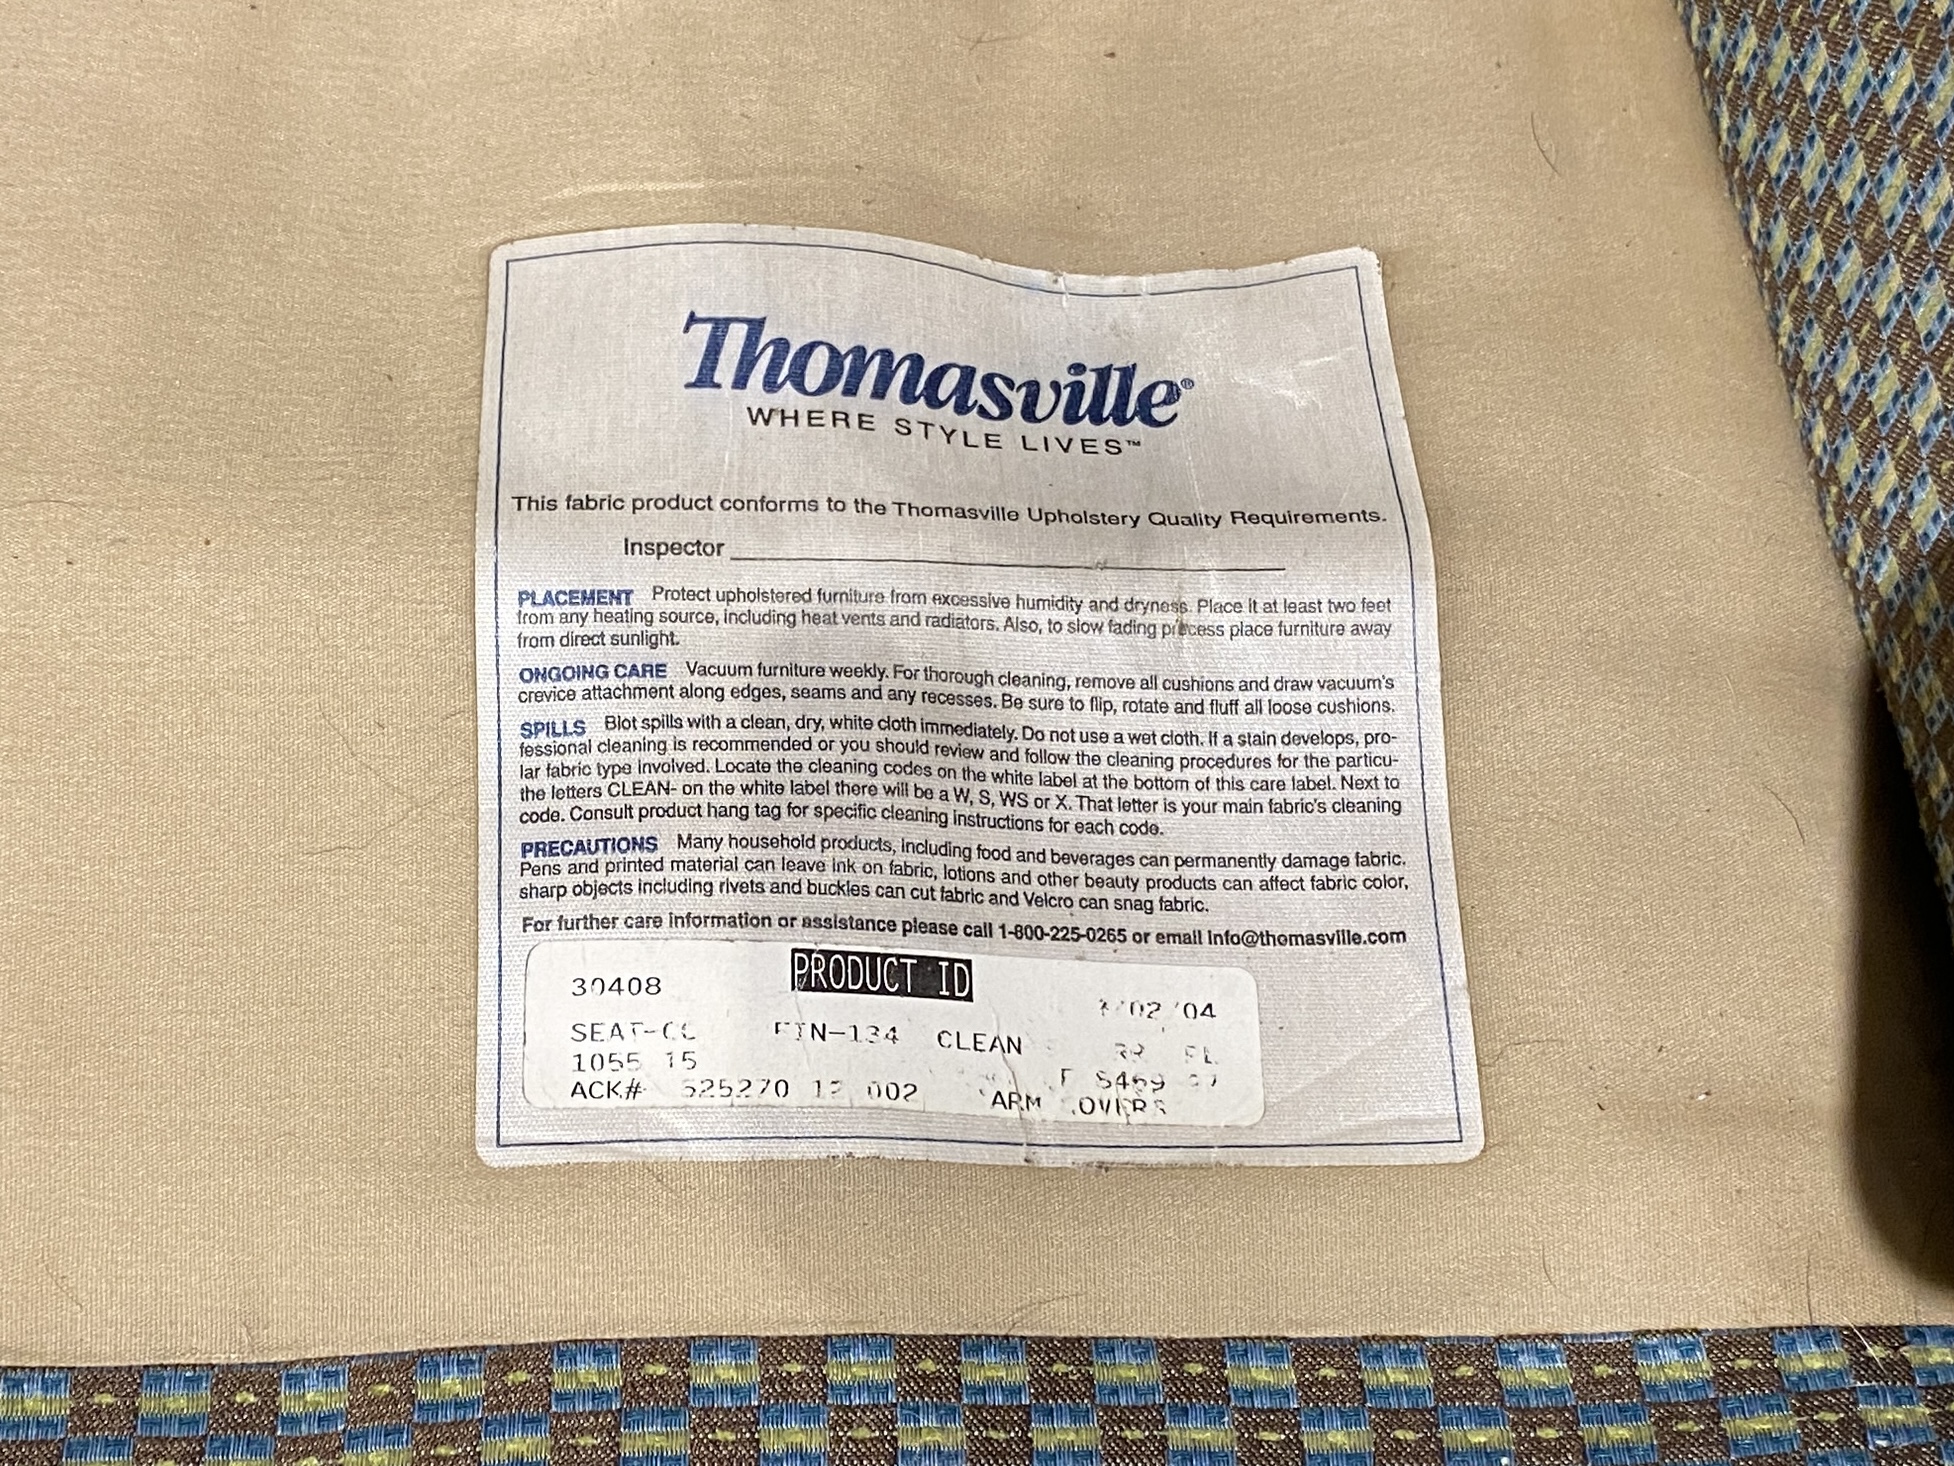 Thomasville®
WHERE STYLE LIVES™
This fabric product conforms to the Thomasville Upholstery Quality Requirements.
Inspector
PLACEMENT Protect upholstered furniture from excessive humidity and dryness. Place it at least two feet
from any heating source, including heat vents and radiators. Also, to slow fading process place furniture away
from direct sunlight.
ONGOING CARE Vacuum furniture weekly. For thorough cleaning, remove all cushions and draw vacuum's
crevice attachment along edges, seams and any recesses. Be sure to flip, rotate and fluff all loose cushions.
SPILLS Blot spills with a clean, dry, white cloth immediately. Do not use a wet cloth. If a stain develops, pro-
fessional cleaning is recommended or you should review and follow the cleaning procedures for the particu-
lar fabric type involved. Locate the cleaning codes on the white label at the bottom of this care label. Next to
the letters CLEAN- on the white label there will be a W, S, WS or X. That letter is your main fabric's cleaning
code. Consult product hang tag for specific cleaning instructions for each code.
PRECAUTIONS Many household products, including food and beverages can permanently damage fabric.
Pens and printed material can leave ink on fabric, lotions and other beauty products can affect fabric color,
sharp objects including rivets and buckles can cut fabric and Velcro can snag fabric.
For further care information or assistance please call 1-800-225-0265 or email info@thomasville.com
PRODUCT ID
30408
FIN-134 CLEAN
1055 15
ACK# 525270 002 ARM